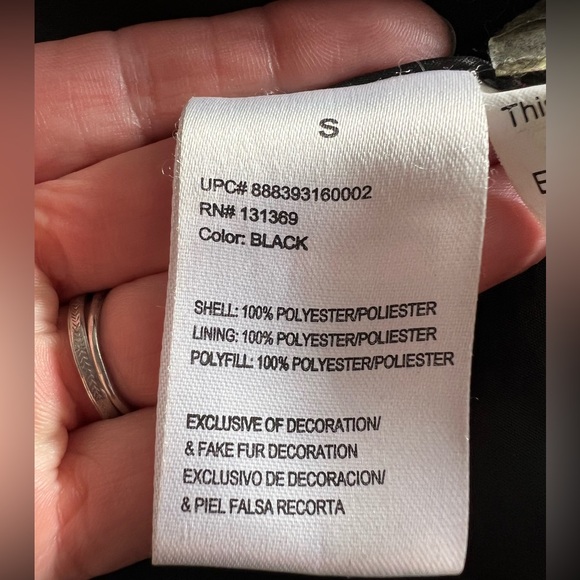 S
UPC# 888393160002
RN# 131369
Color: BLACK
SHELL: 100% POLYESTER/POLIESTER
LINING: 100% POLYESTER/POLIESTER
POLYFILL: 100% POLYESTER/POLIESTER
EXCLUSIVE OF DECORATION/
& FAKE FUR DECORATION
EXCLUSIVO DE DECORACION/
& PIEL FALSA RECORTA